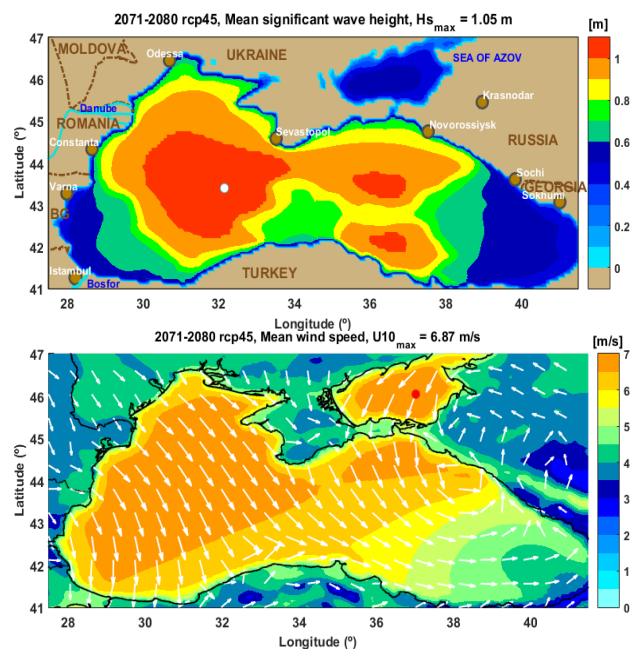 2071-2080 rcp45, Mean significant wave height, Hsmax = 1.05 m
[m]
47
46
45
44
43
42
41
Latitude (º)
MOLDOVA
Odessa
UKRAINE
SEA OF AZOV
Krasnodar
Danube
ROMANIA
Constanta
Sevastopol
Novorossiysk
RUSSIA
Varna
Sochi
GEORGIA
Sokhumi
BG
Istambul
Bosfor
TURKEY
28 30 32 34 36 38 40
Longitude (º)
1
0.8
0.6
0.4
0.2
0
2071-2080 rcp45, Mean wind speed, U10max = 6.87 m/s
[m/s]
47
46
45
44
43
42
41
Latitude (º)
28 30 32 34 36 38 40
Longitude (º)
7
6
5
4
3
2
1
0